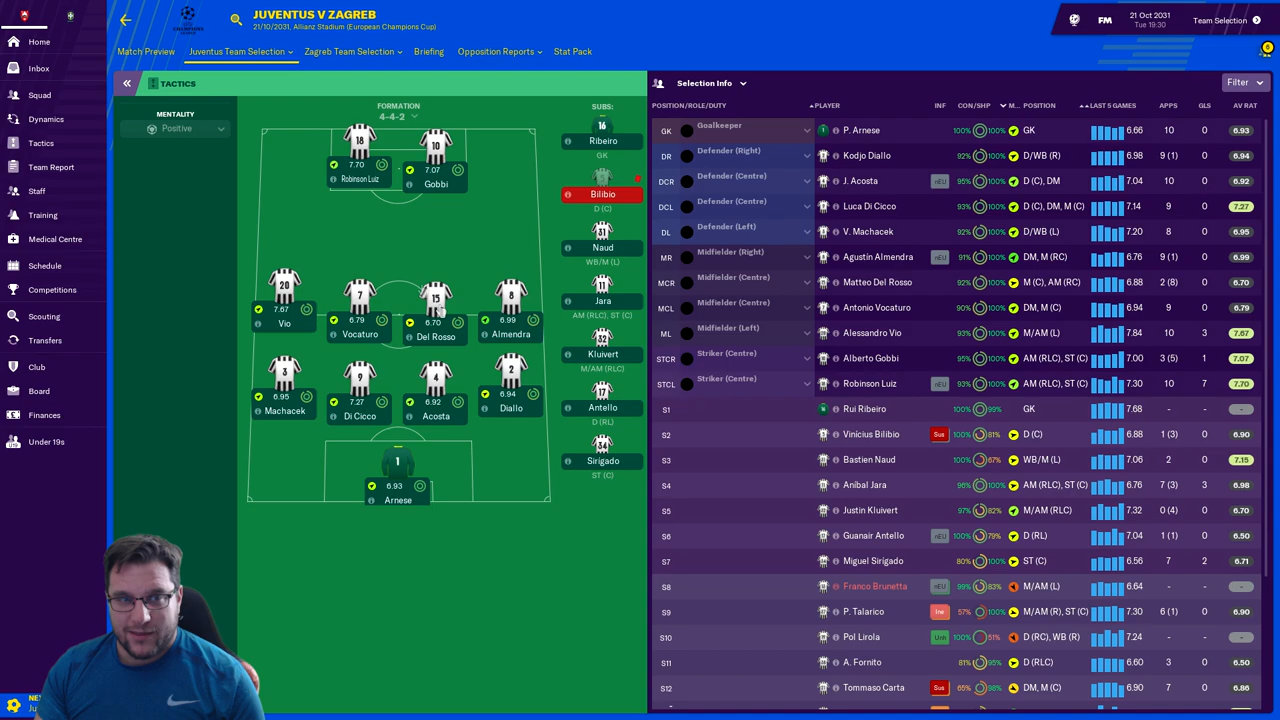 JUVENTUS V ZAGREB
21/10/2031, Allianz Stadium (European Champions Cup)
FM
21 Oct 2031
Tue 19:30
Team Selection
Home
Inbox
Squad
Dynamics
Tactics
Team Report
Staff
Training
Medical Centre
Schedule
Competitions
Scouting
Transfers
Club
Board
Finances
Under 19s
Match Preview
Juventus Team Selection
Zagreb Team Selection
Briefing
Opposition Reports
Stat Pack
6
TACTICS
MENTALITY
Positive
FORMATION
4-4-2
18
7.70
Robinson Luiz
10
7.07
Gobbi
20
7.67
Vio
7
6.79
Vocaturo
15
6.70
Del Rosso
8
6.99
Almendra
3
6.95
Machacek
9
7.27
Di Cicco
4
6.92
Acosta
2
6.94
Diallo
1
6.93
Arnese
SUBS:
16
Ribeiro
GK
Bilibio
D (C)
31
Naud
WB/M (L)
11
Jara
AM (RLC), ST (C)
32
Kluivert
M/AM (RLC)
17
Antello
D (RL)
34
Sirigado
ST (C)
Selection Info
Filter
POSITION/ROLE/DUTY PLAYER INF CON/SHP M... POSITION LAST 5 GAMES APPS GLS AV RAT
GK Goalkeeper P. Arnese 100% 100% GK 6.66 10 0 6.93
DR Defender (Right) Kodjo Diallo 92% 100% D/WB (R) 6.98 9 (1) 0 6.94
DCR Defender (Centre) J. Acosta nEU 95% 100% D (C), DM 7.04 10 0 6.92
DCL Defender (Centre) Luca Di Cicco 93% 100% D (C), DM, M (C) 7.14 9 0 7.27
DL Defender (Left) V. Machacek 92% 100% D/WB (L) 7.20 8 0 6.95
MR Midfielder (Right) Agustín Almendra nEU 91% 100% DM, M (RC) 6.76 9 (1) 0 6.99
MCR Midfielder (Centre) Matteo Del Rosso 92% 100% M (C), AM (RC) 6.88 2 (8) 0 6.70
MCL Midfielder (Centre) Antonio Vocaturo 90% 100% DM, M (C) 6.94 9 0 6.79
ML Midfielder (Left) Alessandro Vio 93% 100% M/AM (L) 7.84 10 3 7.67
STCR Striker (Centre) Alberto Gobbi 95% 100% AM (RLC), ST (C) 7.00 3 (5) 1 7.07
STCL Striker (Centre) Robinson Luiz nEU 93% 100% AM (RLC), ST (C) 7.30 10 7 7.70
S1 Rui Ribeiro 100% 99% GK 7.68 - - -
S2 Vinícius Bilibio Sus 100% 81% D (C) 6.88 1 (3) 0 6.90
S3 Bastien Naud 100% 67% WB/M (L) 7.06 2 0 7.15
S4 Aníbal Jara 96% 100% AM (RLC), ST (C) 6.76 7 (3) 3 6.98
S5 Justin Kluivert 97% 82% M/AM (RLC) 7.32 0 (4) 0 6.70
S6 Guanair Antello nEU 100% 79% D (RL) 7.04 1 (1) 0 6.50
S7 Miguel Sirigado 80% 100% ST (C) 6.56 7 2 6.71
S8 Franco Brunetta nEU 99% 83% M/AM (L) 6.64 - - -
S9 P. Talarico Ine 57% 100% M/AM (R), ST (C) 7.30 6 (1) 0 6.90
S10 Pol Lirola Unh 100% 51% D (RC), WB (R) 7.24 - - -
S11 A. Fornito 81% 95% D (RLC) 6.60 3 0 6.50
S12 Tommaso Carta Sus 65% 98% DM, M (C) 6.90 7 0 6.86